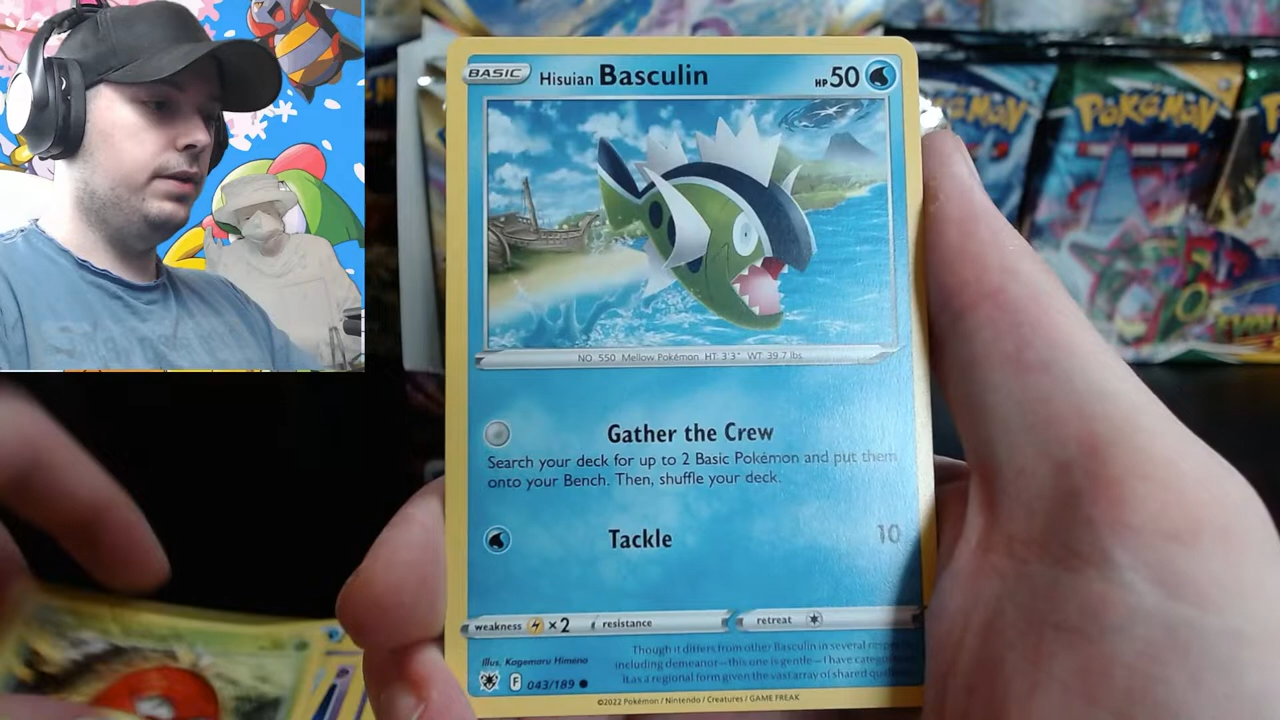 BASIC Hisuian Basculin HP 50
NO. 550 Mellow Pokémon HT 3'3" WT 39.7 lbs.
Gather the Crew
Search your deck for up to 2 Basic Pokémon and put them
onto your Bench. Then, shuffle your deck.
Tackle 10
weakness ×2 resistance retreat
Illus. Kagemaru Himeno
F 043/189
Though it differs from other Basculin in several
including demeanor—this one is gentle—I have
it as a regional form given the vast array of shared
©2022 Pokémon / Nintendo / Creatures / GAME FREAK
POKÉMON
POKÉMON